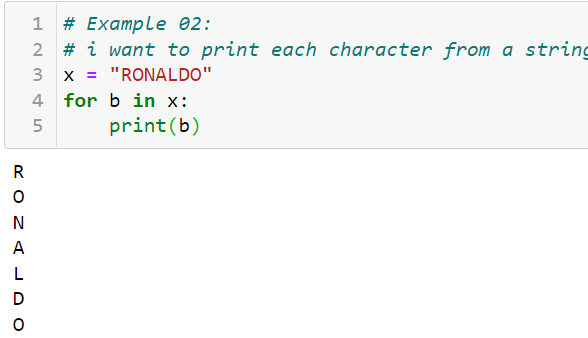 1 # Example 02:
2 # i want to print each character from a string
3 x = "RONALDO"
4 for b in x:
5     print(b)
R
O
N
A
L
D
O